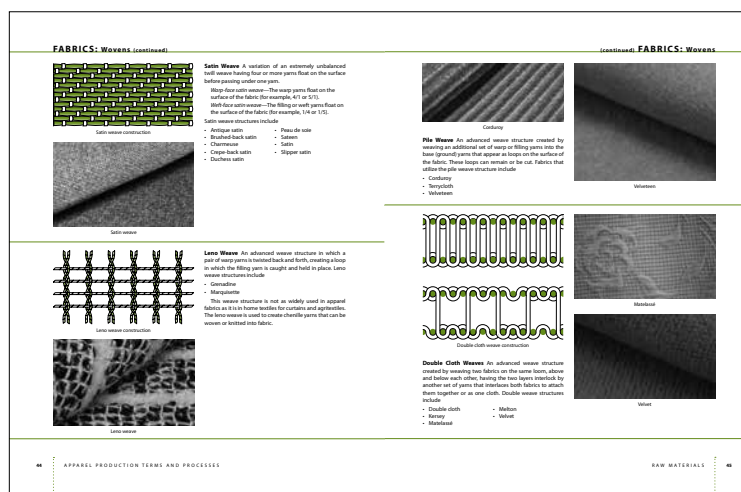 FABRICS: Wovens (continued)
Satin weave construction
Satin weave
Satin Weave A variation of an extremely unbalanced
twill weave having four or more yarns float on the surface
before passing under one yarn.
Warp-face satin weave—The warp yarns float on the
surface of the fabric (for example, 4/1 or 5/1).
Weft-face satin weave—The filling or weft yarns float on
the surface of the fabric (for example, 1/4 or 1/5).
Satin weave structures include
• Antique satin
• Brushed-back satin
• Charmeuse
• Crepe-back satin
• Duchess satin
• Peau de soie
• Sateen
• Satin
• Slipper satin
Leno weave construction
Leno weave
Leno Weave An advanced weave structure in which a
pair of warp yarns is twisted back and forth, creating a loop
in which the filling yarn is caught and held in place. Leno
weave structures include
• Grenadine
• Marquisette
This weave structure is not as widely used in apparel
fabrics as it is in home textiles for curtains and agritextiles.
The leno weave is used to create chenille yarns that can be
woven or knitted into fabric.
44 APPAREL PRODUCTION TERMS AND PROCESSES
(continued) FABRICS: Wovens
Corduroy
Pile Weave An advanced weave structure created by
weaving an additional set of warp or filling yarns into the
base (ground) yarns that appear as loops on the surface of
the fabric. These loops can remain or be cut. Fabrics that
utilize the pile weave structure include
• Corduroy
• Terrycloth
• Velveteen
Velveteen
Double cloth weave construction
Double Cloth Weaves An advanced weave structure
created by weaving two fabrics on the same loom, above
and below each other, having the two layers interlock by
another set of yarns that interlaces both fabrics to attach
them together or as one cloth. Double weave structures
include
• Double cloth
• Kersey
• Matelassé
• Melton
• Velvet
Matelassé
Velvet
RAW MATERIALS 45